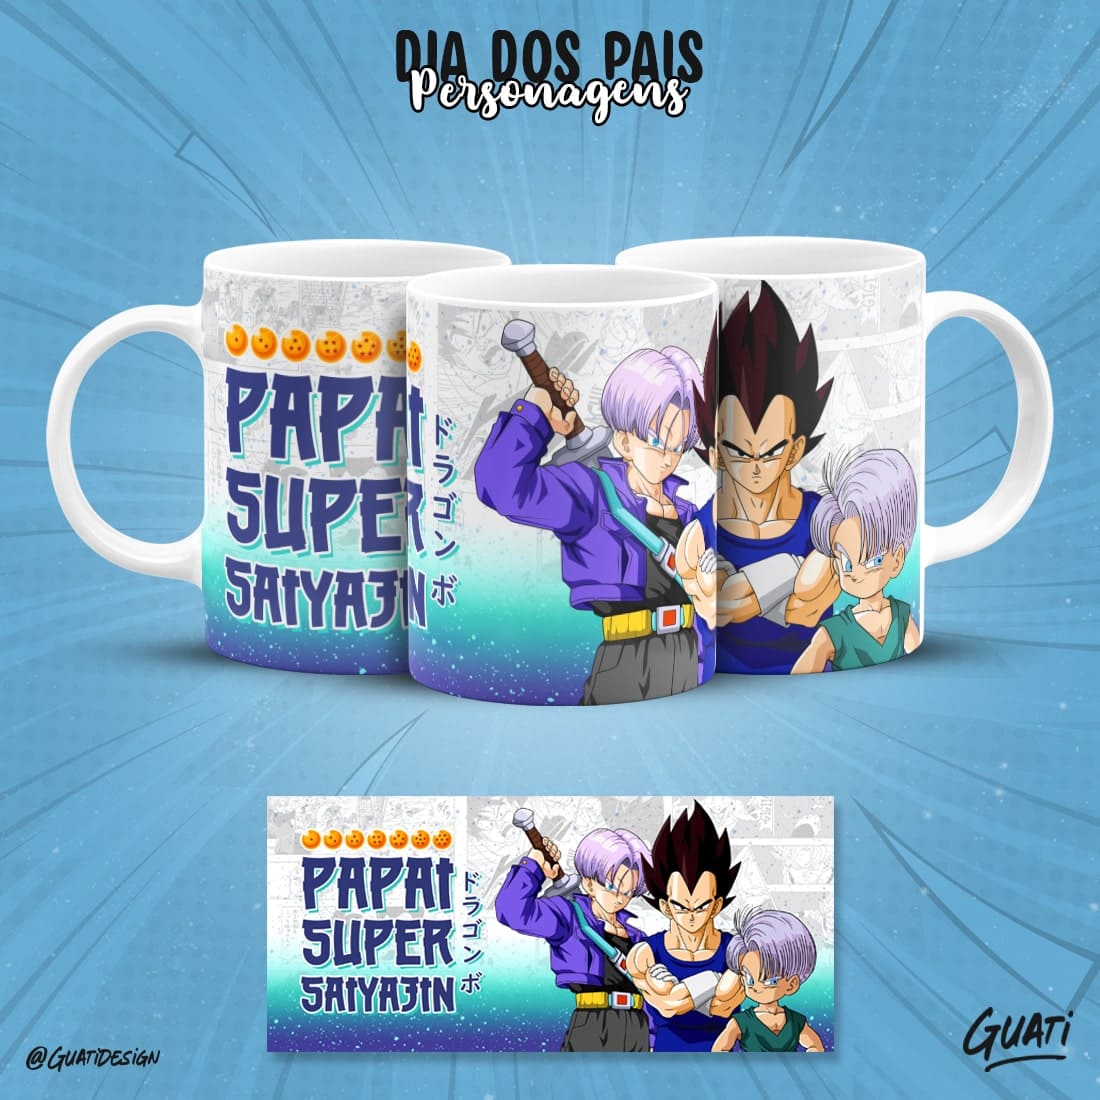 DIA DOS PAIS
Personagens
PAPAI
SUPER
SAIYAJIN
ドラゴンボ
PAPAI
SUPER
SAIYAJIN
ドラゴンボ
@GUATIDESIGN
GUATI